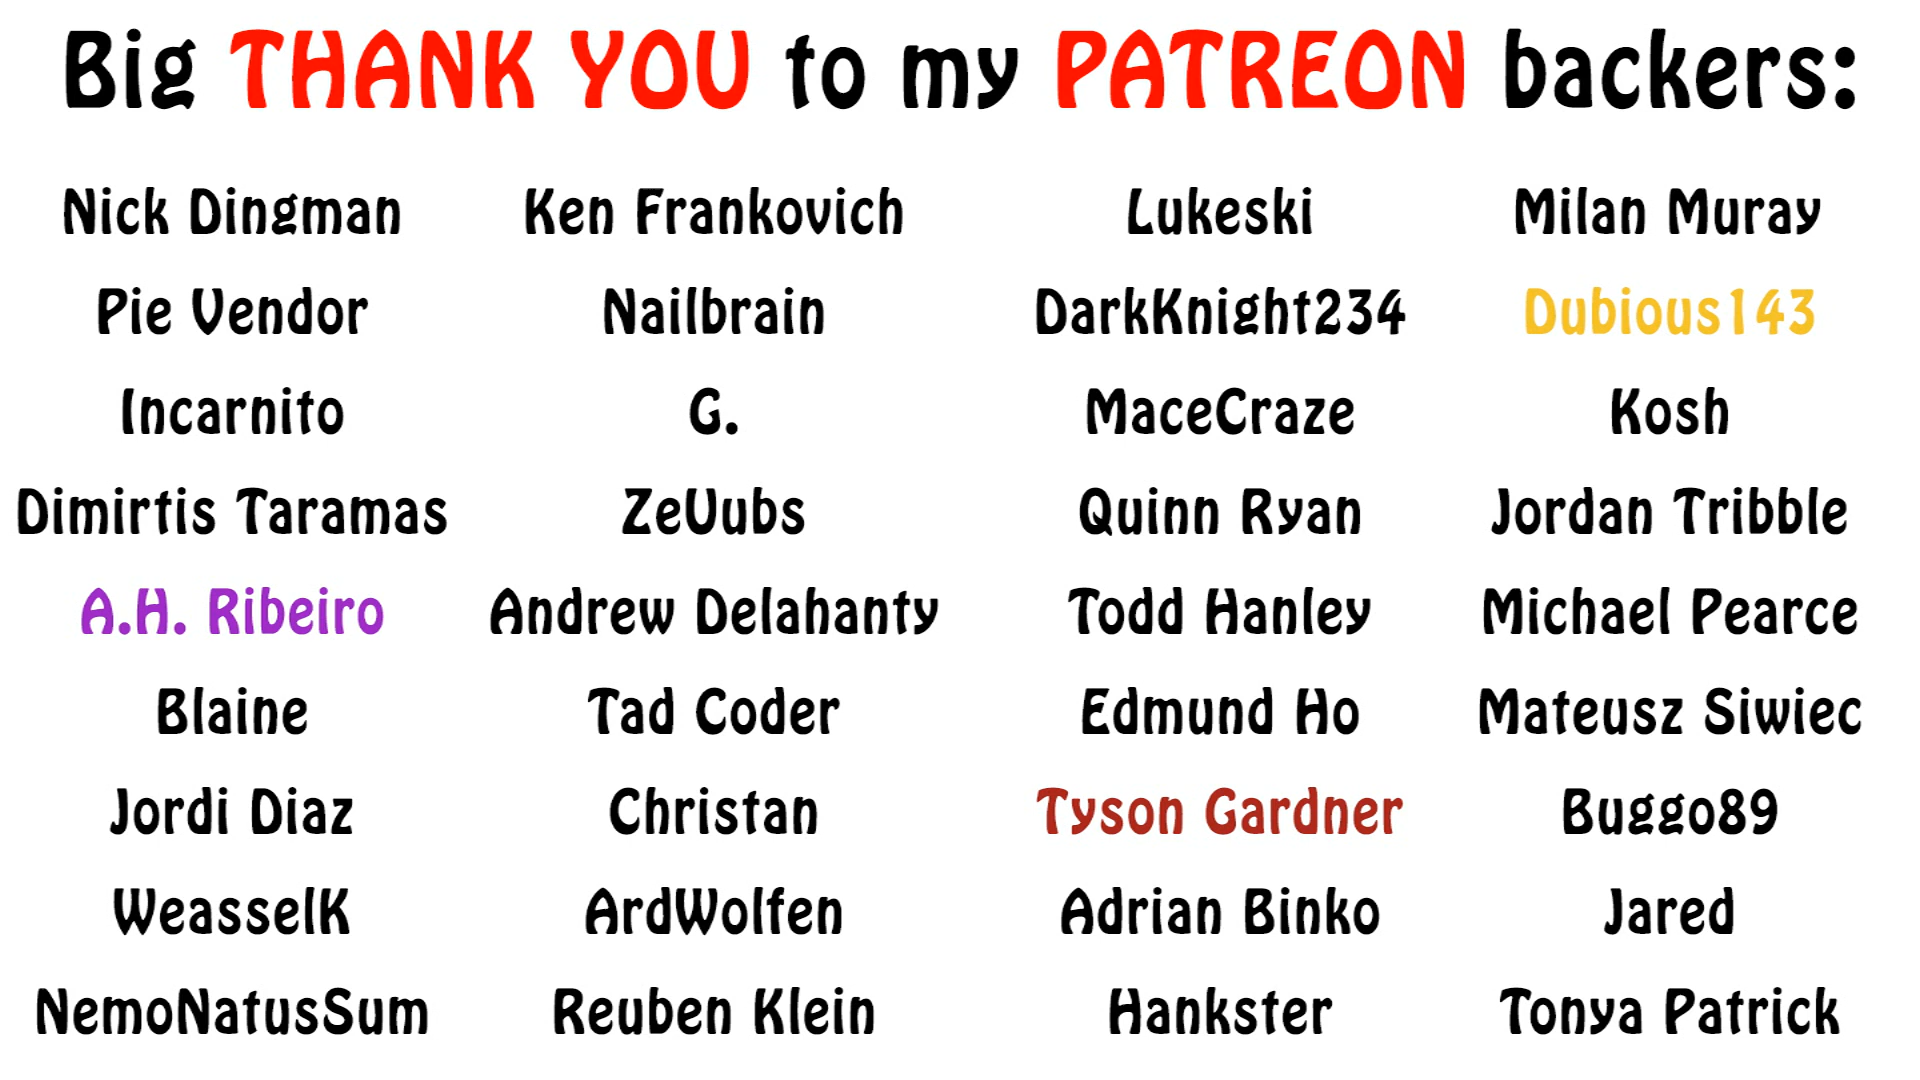 Big THANK YOU to my PATREON backers:
Nick Dingman Ken Frankovich Lukeski Milan Muray
Pie Vendor Nailbrain DarkKnight234 Dubious143
Incarnito G. MaceCraze Kosh
Dimirtis Taramas ZeUubs Quinn Ryan Jordan Tribble
A.H. Ribeiro Andrew Delahanty Todd Hanley Michael Pearce
Blaine Tad Coder Edmund Ho Mateusz Siwiec
Jordi Diaz Christan Tyson Gardner Buggo89
WeasselK ArdWolfen Adrian Binko Jared
NemoNatusSum Reuben Klein Hankster Tonya Patrick